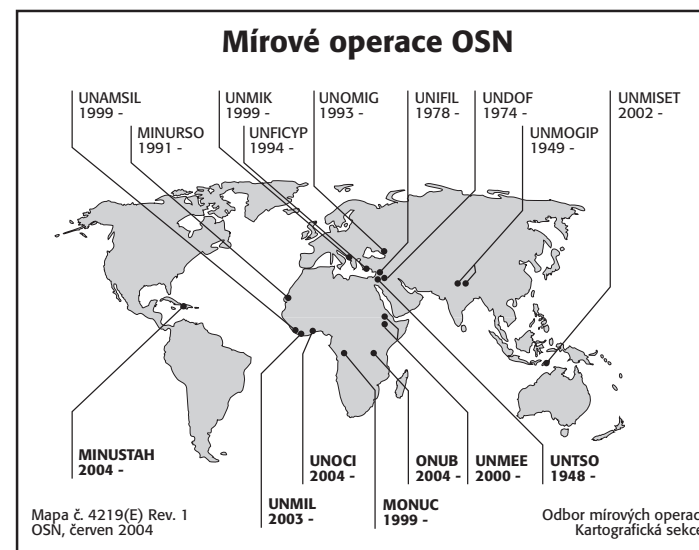 Mírové operace OSN
UNAMSIL
1999 -
MINURSO
1991 -
UNMIK
1999 -
UNFICYP
1994 -
UNOMIG
1993 -
UNIFIL
1978 -
UNDOF
1974 -
UNMOGIP
1949 -
UNMISET
2002 -
MINUSTAH
2004 -
UNMIL
2003 -
UNOCI
2004 -
MONUC
1999 -
ONUB
2004 -
UNMEE
2000 -
UNTSO
1948 -
Mapa č. 4219(E) Rev. 1
OSN, červen 2004
Odbor mírových operací
Kartografická sekce